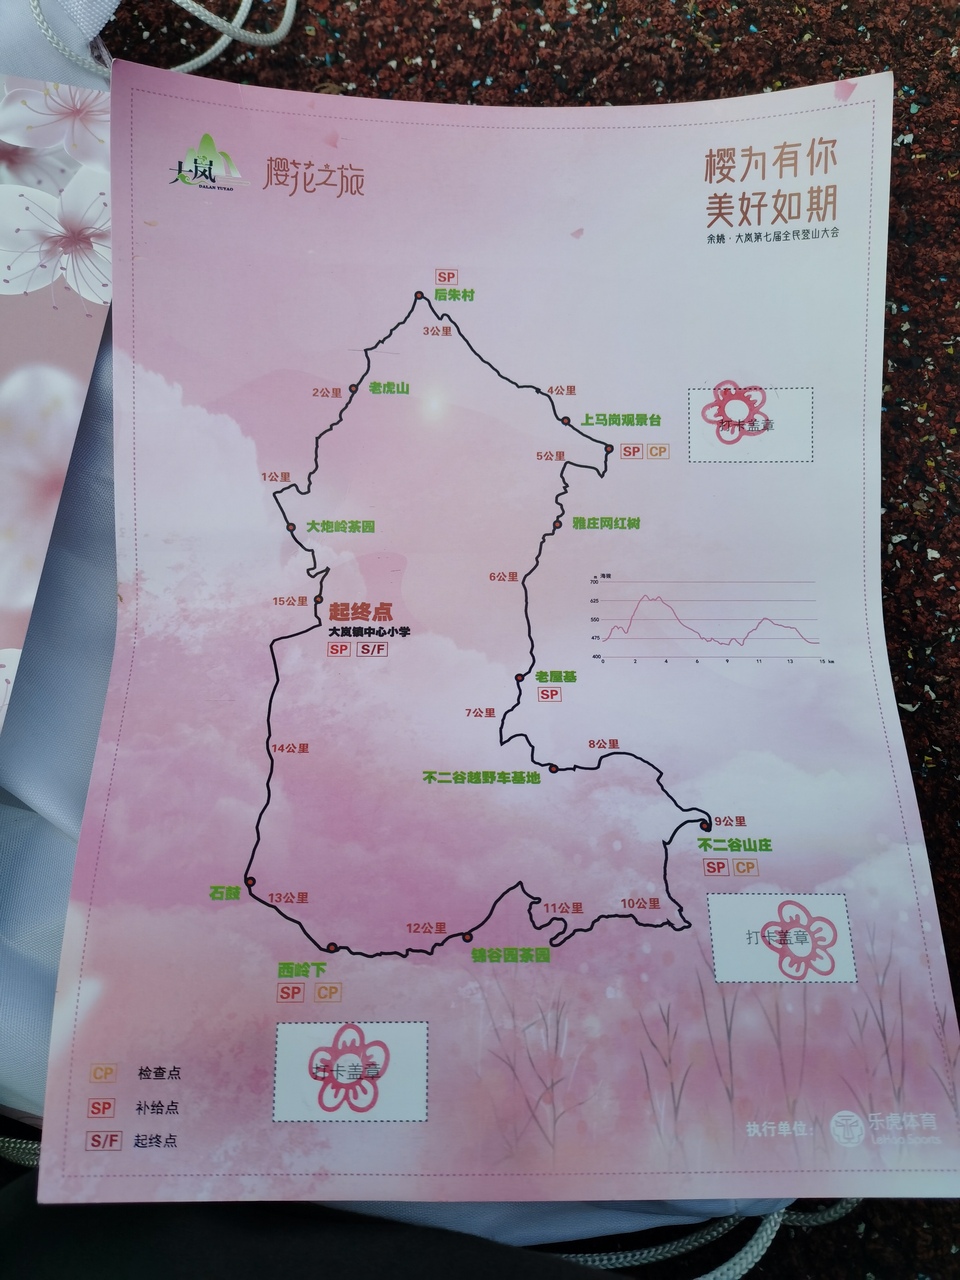 大岚
DALAN YUYAO
樱花之旅
樱为有你
美好如期
余姚·大岚第七届全民登山大会
SP
后朱村
3公里
2公里
老虎山
4公里
上马岗观景台
打卡盖章
5公里
SP CP
1公里
大炮岭茶园
雅庄网红树
6公里
15公里
起终点
大岚镇中心小学
SP S/F
m 海拔
700
625
550
475
400
0 2 4 6 9 11 13 15 km
老屋基
SP
7公里
14公里
8公里
不二谷越野车基地
9公里
不二谷山庄
SP CP
石鼓
13公里
10公里
11公里
12公里
锦谷园茶园
打卡盖章
西岭下
SP CP
打卡盖章
CP 检查点
SP 补给点
S/F 起终点
执行单位: 乐虎体育